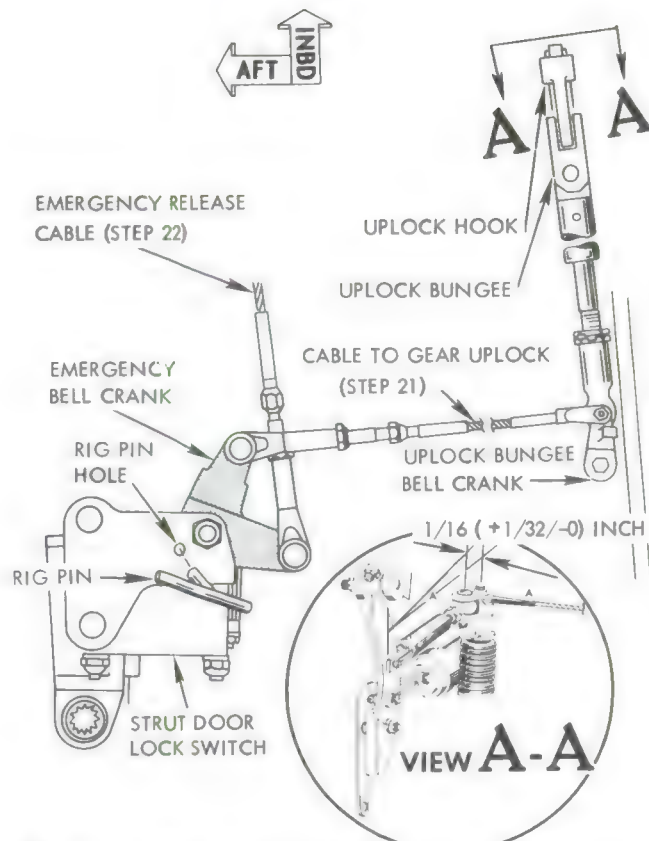 INBD
AFT
A A
EMERGENCY RELEASE
CABLE (STEP 22)
UPLOCK HOOK
UPLOCK BUNGEE
CABLE TO GEAR UPLOCK
(STEP 21)
EMERGENCY
BELL CRANK
RIG PIN
HOLE
UPLOCK BUNGEE
BELL CRANK
1/16 (+1/32/-0) INCH
RIG PIN
A A
STRUT DOOR
LOCK SWITCH
VIEW A-A